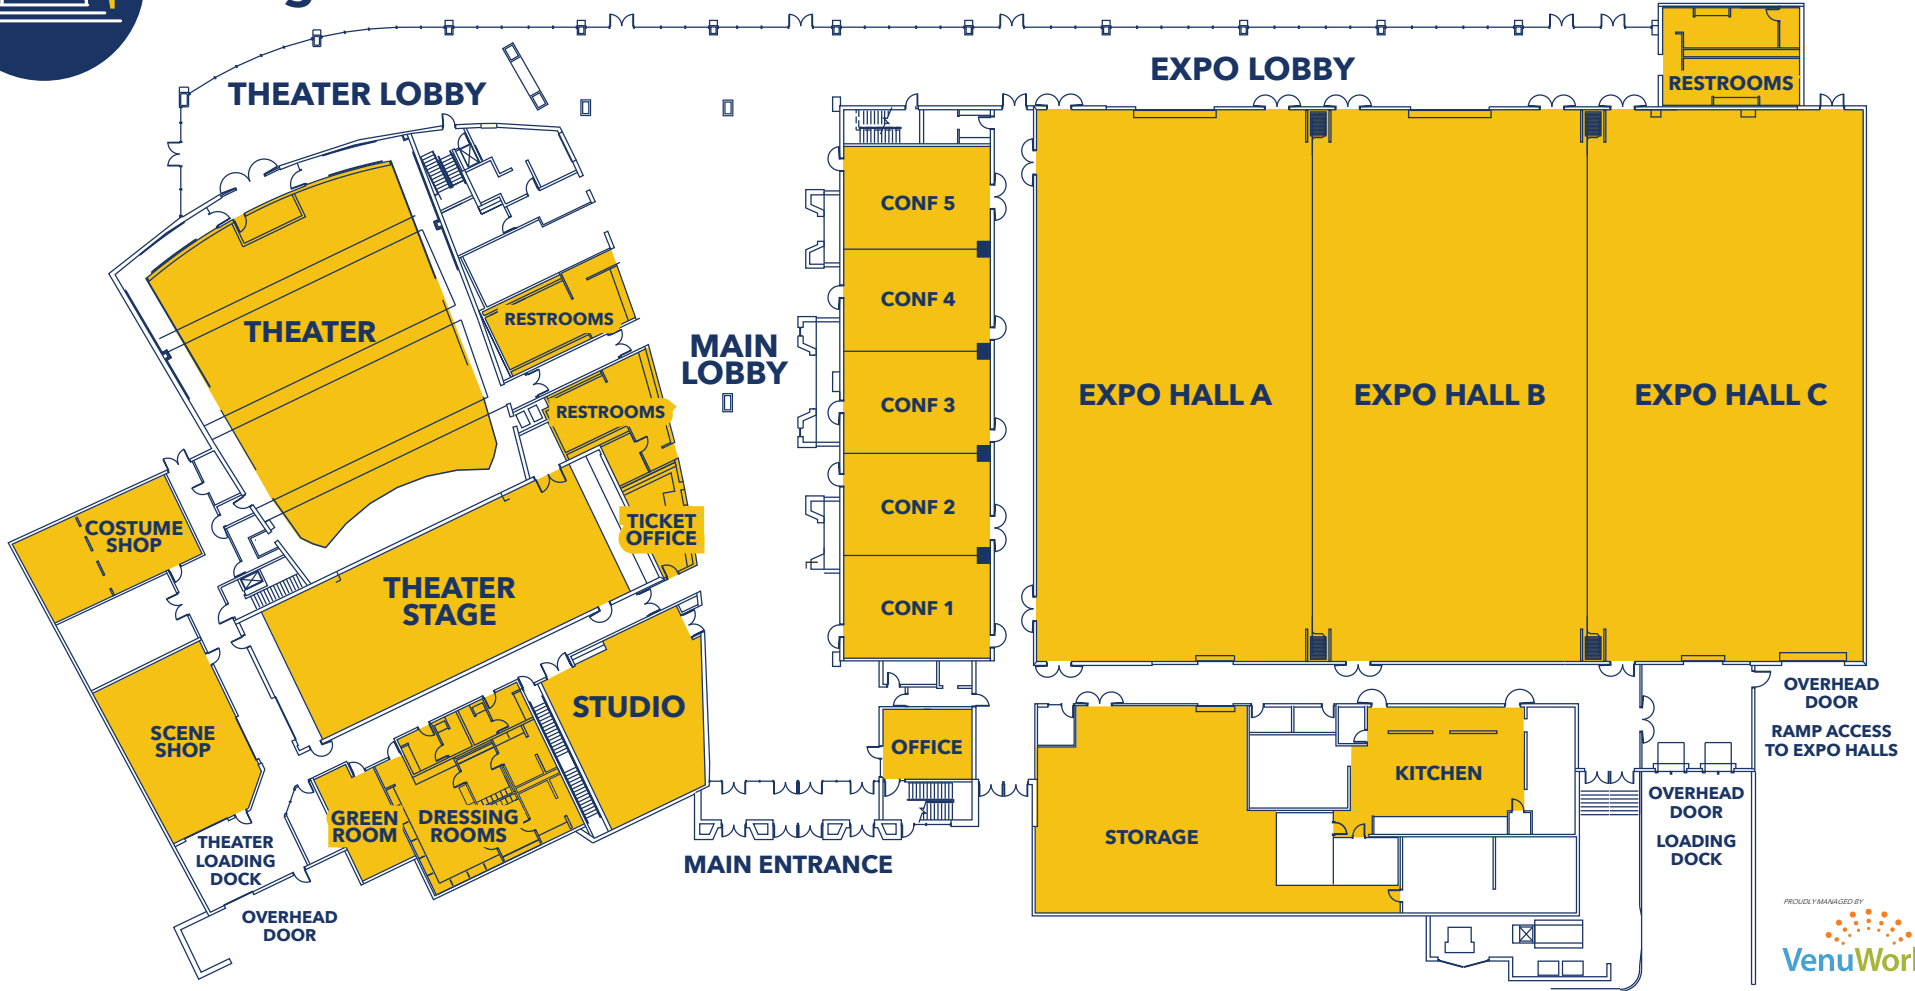 THEATER LOBBY
EXPO LOBBY
RESTROOMS
CONF 5
CONF 4
CONF 3
CONF 2
CONF 1
THEATER
RESTROOMS
MAIN
LOBBY
RESTROOMS
EXPO HALL A
EXPO HALL B
EXPO HALL C
COSTUME
SHOP
TICKET
OFFICE
THEATER
STAGE
STUDIO
SCENE
SHOP
OFFICE
GREEN
ROOM
DRESSING
ROOMS
THEATER
LOADING
DOCK
OVERHEAD
DOOR
MAIN ENTRANCE
STORAGE
KITCHEN
OVERHEAD
DOOR
RAMP ACCESS
TO EXPO HALLS
OVERHEAD
DOOR
LOADING
DOCK
PROUDLY MANAGED BY